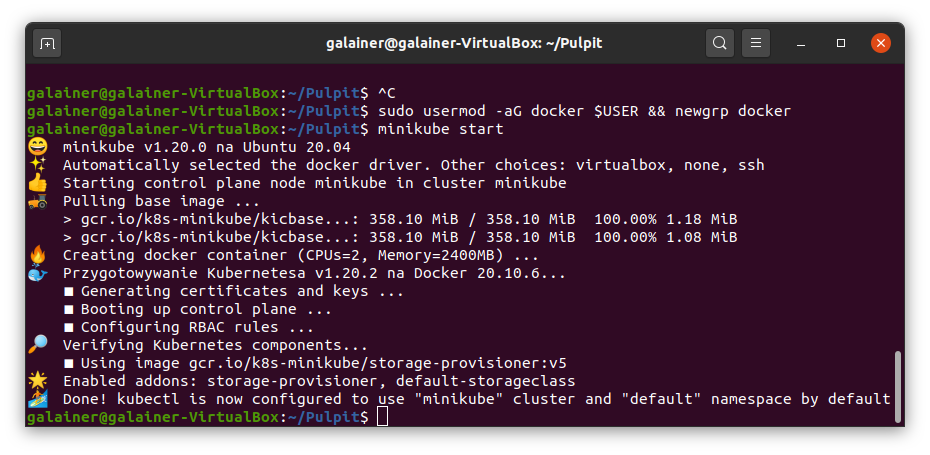 galainer@galainer-VirtualBox: ~/Pulpit
galainer@galainer-VirtualBox:~/Pulpit$ ^C
galainer@galainer-VirtualBox:~/Pulpit$ sudo usermod -aG docker $USER && newgrp docker
galainer@galainer-VirtualBox:~/Pulpit$ minikube start
😄 minikube v1.20.0 na Ubuntu 20.04
✨ Automatically selected the docker driver. Other choices: virtualbox, none, ssh
👍 Starting control plane node minikube in cluster minikube
🚜 Pulling base image ...
> gcr.io/k8s-minikube/kicbase...: 358.10 MiB / 358.10 MiB 100.00% 1.18 MiB
> gcr.io/k8s-minikube/kicbase...: 358.10 MiB / 358.10 MiB 100.00% 1.08 MiB
🔥 Creating docker container (CPUs=2, Memory=2400MB) ...
🐳 Przygotowywanie Kubernetesa v1.20.2 na Docker 20.10.6...
▪ Generating certificates and keys ...
▪ Booting up control plane ...
▪ Configuring RBAC rules ...
🔎 Verifying Kubernetes components...
▪ Using image gcr.io/k8s-minikube/storage-provisioner:v5
🌟 Enabled addons: storage-provisioner, default-storageclass
🏄 Done! kubectl is now configured to use "minikube" cluster and "default" namespace by default
galainer@galainer-VirtualBox:~/Pulpit$